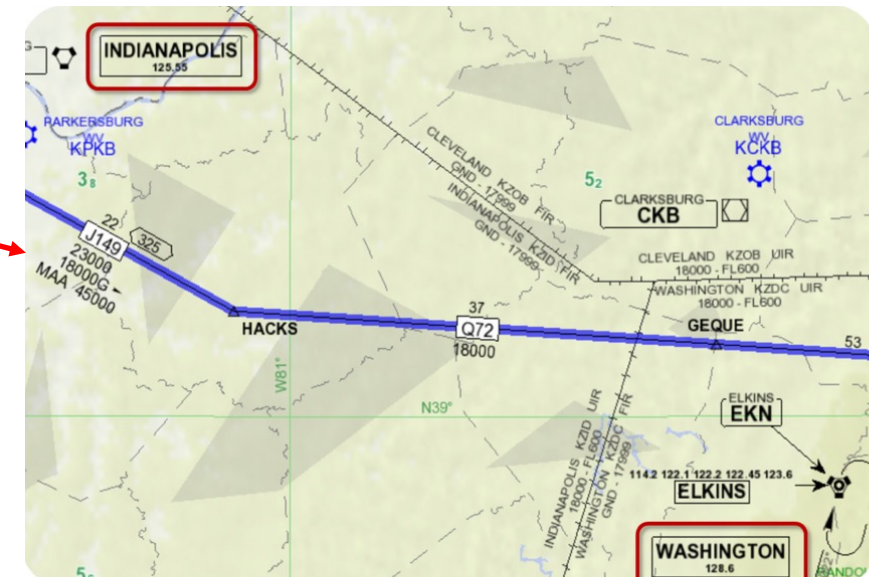 INDIANAPOLIS
125.55
PARKERSBURG
WV
KPKB
3₈
CLEVELAND KZOB FIR
GND - 17999
INDIANAPOLIS KZID FIR
GND - 17999
5₂
CLARKSBURG
WV
KCKB
CLARKSBURG
CKB
CLEVELAND KZOB UIR
18000 - FL600
WASHINGTON KZDC UIR
18000 - FL600
22
J149
325
23000
18000G
MAA 45000
HACKS
37
Q72
18000
GEQUE
53
W81°
N39°
INDIANAPOLIS KZID UIR
18000 - FL600
WASHINGTON KZDC FIR
GND - 17999
ELKINS
EKN
114.2 122.1 122.2 122.45 123.6
ELKINS
WASHINGTON
128.6